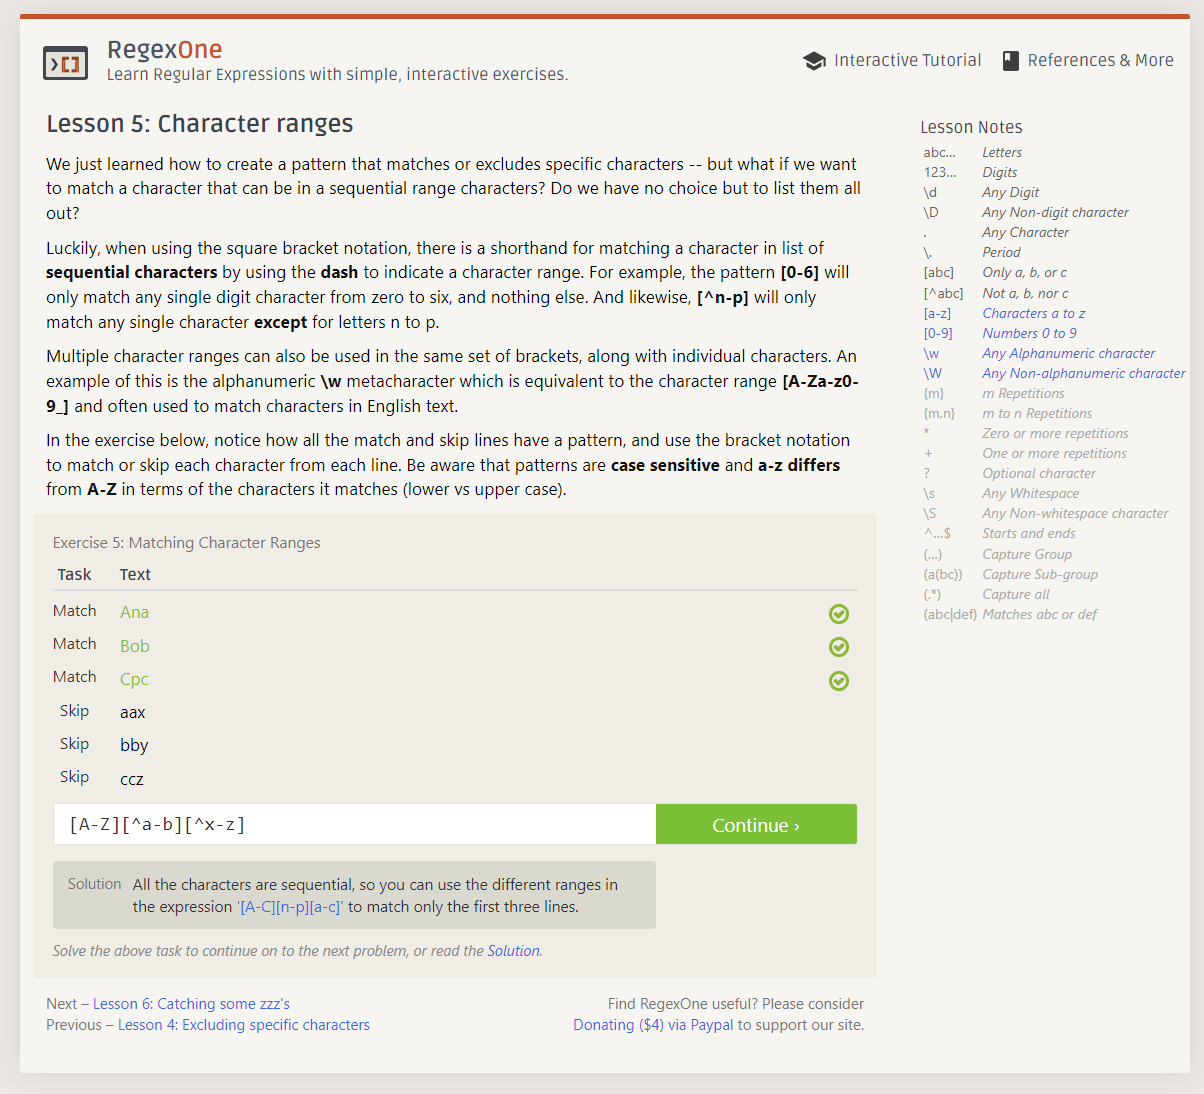 RegexOne
Learn Regular Expressions with simple, interactive exercises.
Interactive Tutorial
References & More
Lesson 5: Character ranges
We just learned how to create a pattern that matches or excludes specific characters -- but what if we want
to match a character that can be in a sequential range characters? Do we have no choice but to list them all
out?
Luckily, when using the square bracket notation, there is a shorthand for matching a character in list of
sequential characters by using the dash to indicate a character range. For example, the pattern [0-6] will
only match any single digit character from zero to six, and nothing else. And likewise, [^n-p] will only
match any single character except for letters n to p.
Multiple character ranges can also be used in the same set of brackets, along with individual characters. An
example of this is the alphanumeric \w metacharacter which is equivalent to the character range [A-Za-z0-
9_] and often used to match characters in English text.
In the exercise below, notice how all the match and skip lines have a pattern, and use the bracket notation
to match or skip each character from each line. Be aware that patterns are case sensitive and a-z differs
from A-Z in terms of the characters it matches (lower vs upper case).
Exercise 5: Matching Character Ranges
Task Text
Match Ana
Match Bob
Match Cpc
Skip aax
Skip bby
Skip ccz
[A-Z][^a-b][^x-z]
Continue ›
Solution All the characters are sequential, so you can use the different ranges in
the expression '[A-C][n-p][a-c]' to match only the first three lines.
Solve the above task to continue on to the next problem, or read the Solution.
Next – Lesson 6: Catching some zzz's
Previous – Lesson 4: Excluding specific characters
Find RegexOne useful? Please consider
Donating ($4) via Paypal to support our site.
Lesson Notes
abc... Letters
123... Digits
\d Any Digit
\D Any Non-digit character
. Any Character
\. Period
[abc] Only a, b, or c
[^abc] Not a, b, nor c
[a-z] Characters a to z
[0-9] Numbers 0 to 9
\w Any Alphanumeric character
\W Any Non-alphanumeric character
{m} m Repetitions
{m,n} m to n Repetitions
* Zero or more repetitions
+ One or more repetitions
? Optional character
\s Any Whitespace
\S Any Non-whitespace character
^...$ Starts and ends
(...) Capture Group
(a(bc)) Capture Sub-group
(.*) Capture all
(abc|def) Matches abc or def